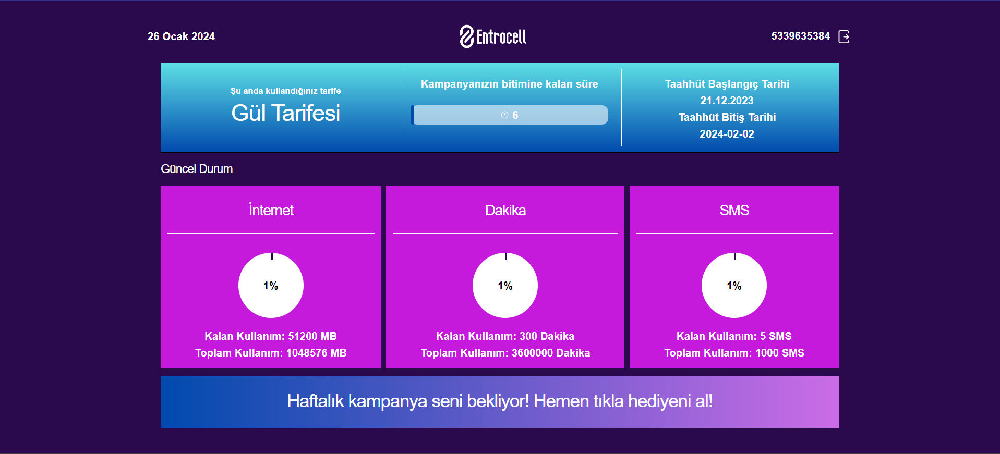 26 Ocak 2024
Entrocell
5339635384
Şu anda kullandığınız tarife
Gül Tarifesi
Kampanyanızın bitimine kalan süre
6
Taahhüt Başlangıç Tarihi
21.12.2023
Taahhüt Bitiş Tarihi
2024-02-02
Güncel Durum
İnternet
1%
Kalan Kullanım: 51200 MB
Toplam Kullanım: 1048576 MB
Dakika
1%
Kalan Kullanım: 300 Dakika
Toplam Kullanım: 3600000 Dakika
SMS
1%
Kalan Kullanım: 5 SMS
Toplam Kullanım: 1000 SMS
Haftalık kampanya seni bekliyor! Hemen tıkla hediyeni al!